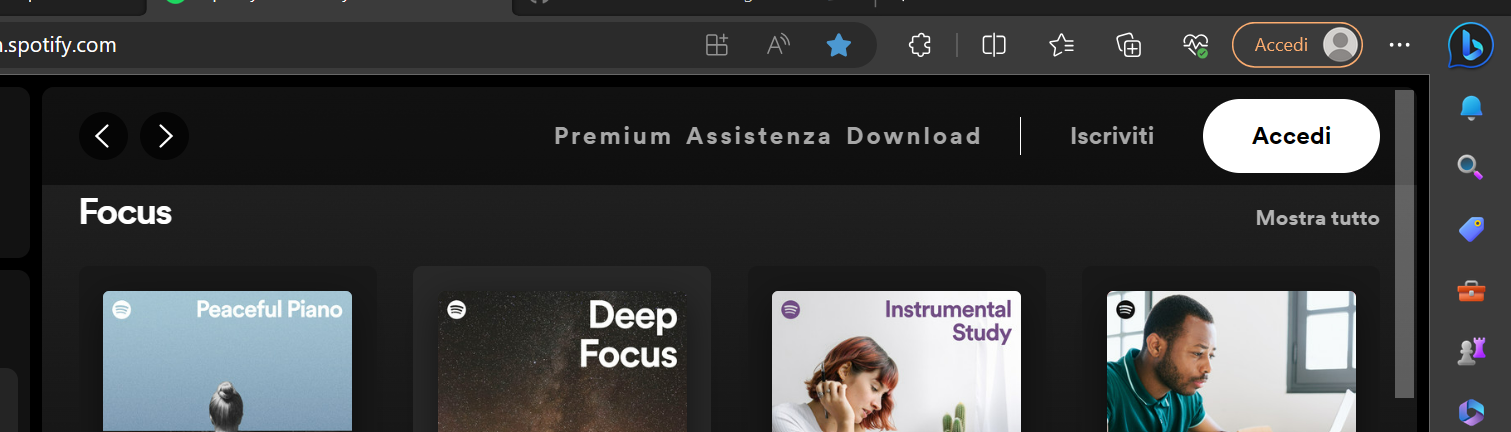 .spotify.com
Accedi
Premium Assistenza Download
Iscriviti
Accedi
Focus
Mostra tutto
Peaceful Piano
Deep
Focus
Instrumental
Study